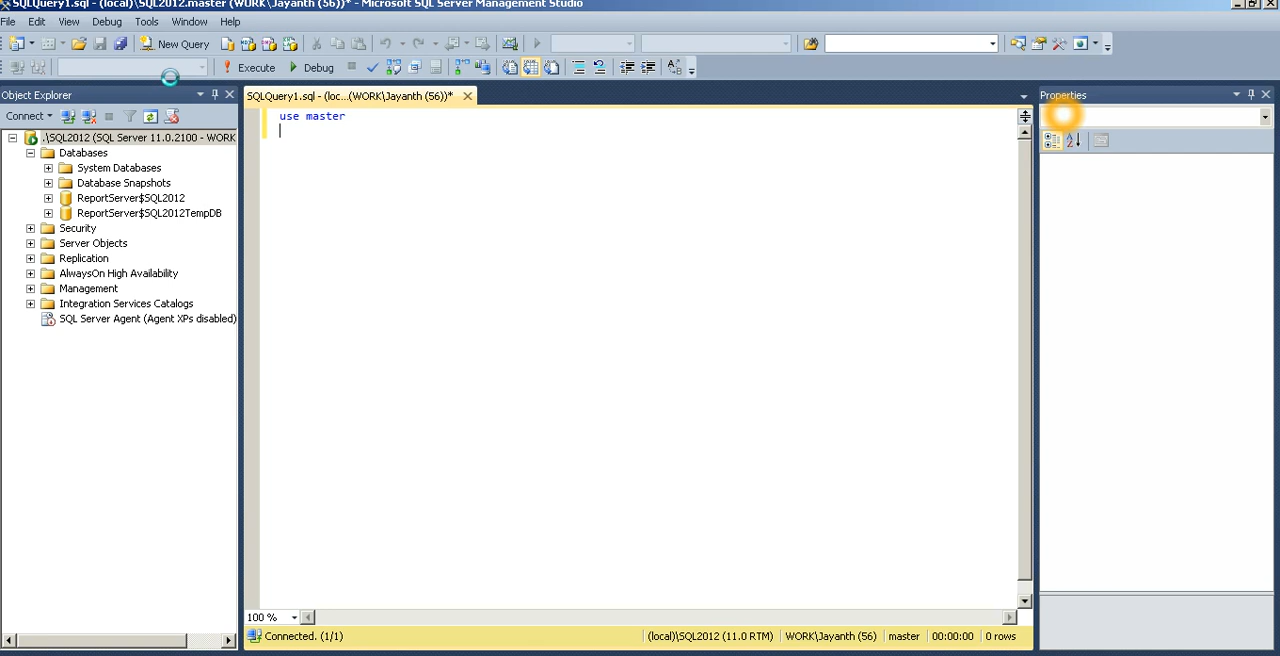 SQLQuery1.sql - (local)\SQL2012.master (WORK\Jayanth (56))* - Microsoft SQL Server Management Studio
File Edit View Debug Tools Window Help
New Query
Execute Debug
Object Explorer
Connect
.\SQL2012 (SQL Server 11.0.2100 - WORK
Databases
System Databases
Database Snapshots
ReportServer$SQL2012
ReportServer$SQL2012TempDB
Security
Server Objects
Replication
AlwaysOn High Availability
Management
Integration Services Catalogs
SQL Server Agent (Agent XPs disabled)
SQLQuery1.sql - (loc...(WORK\Jayanth (56))*
use master
100 %
Connected. (1/1)
(local)\SQL2012 (11.0 RTM) WORK\Jayanth (56) master 00:00:00 0 rows
Properties